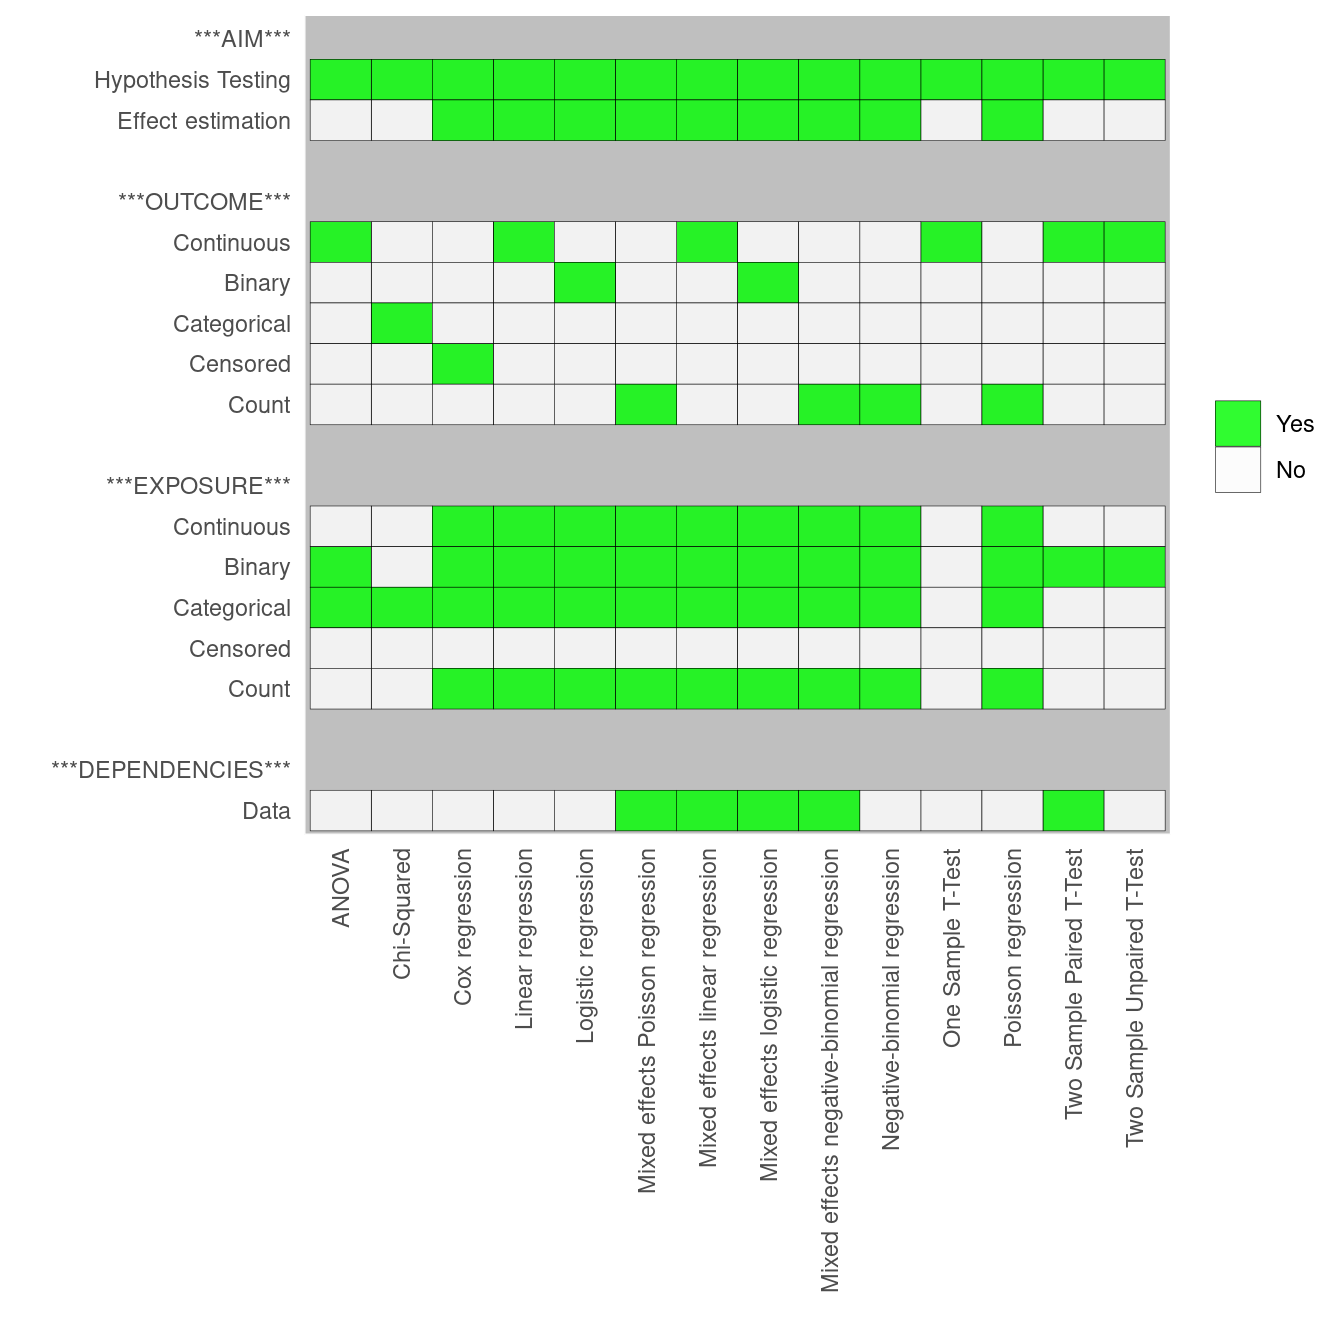 ***AIM***
Hypothesis Testing
Effect estimation
***OUTCOME***
Continuous
Binary
Categorical
Censored
Count
***EXPOSURE***
Continuous
Binary
Categorical
Censored
Count
***DEPENDENCIES***
Data
ANOVA
Chi-Squared
Cox regression
Linear regression
Logistic regression
Mixed effects Poisson regression
Mixed effects linear regression
Mixed effects logistic regression
Mixed effects negative-binomial regression
Negative-binomial regression
One Sample T-Test
Poisson regression
Two Sample Paired T-Test
Two Sample Unpaired T-Test
Yes
No